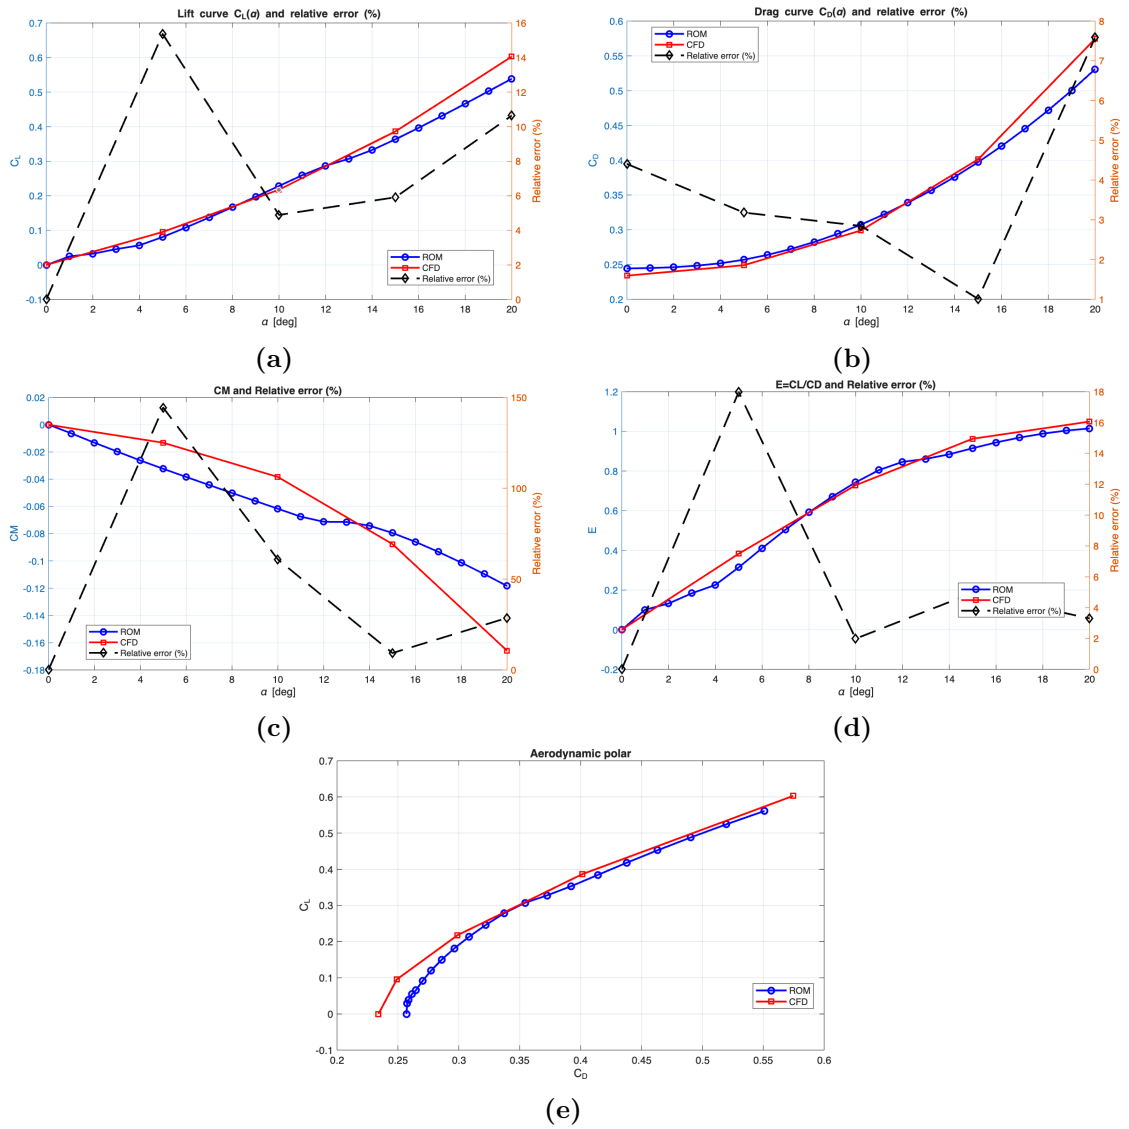 Lift curve C_L(α) and relative error (%)
0.7
0.6
0.5
0.4
0.3
0.2
0.1
0
-0.1
C_L
16
14
12
10
8
6
4
2
0
Relative error (%)
ROM
CFD
Relative error (%)
0 2 4 6 8 10 12 14 16 18 20
α [deg]
(a)
Drag curve C_D(α) and relative error (%)
0.6
0.55
0.5
0.45
0.4
0.35
0.3
0.25
0.2
C_D
ROM
CFD
Relative error (%)
8
7
6
5
4
3
2
1
Relative error (%)
0 2 4 6 8 10 12 14 16 18 20
α [deg]
(b)
CM and Relative error (%)
0.02
0
-0.02
-0.04
-0.06
-0.08
-0.1
-0.12
-0.14
-0.16
-0.18
CM
150
100
50
0
Relative error (%)
ROM
CFD
Relative error (%)
0 2 4 6 8 10 12 14 16 18 20
α [deg]
(c)
E=CL/CD and Relative error (%)
1.2
1
0.8
0.6
0.4
0.2
0
-0.2
E
18
16
14
12
10
8
6
4
2
0
Relative error (%)
ROM
CFD
Relative error (%)
0 2 4 6 8 10 12 14 16 18 20
α [deg]
(d)
Aerodynamic polar
0.7
0.6
0.5
0.4
0.3
0.2
0.1
0
-0.1
C_L
ROM
CFD
0.2 0.25 0.3 0.35 0.4 0.45 0.5 0.55 0.6
C_D
(e)